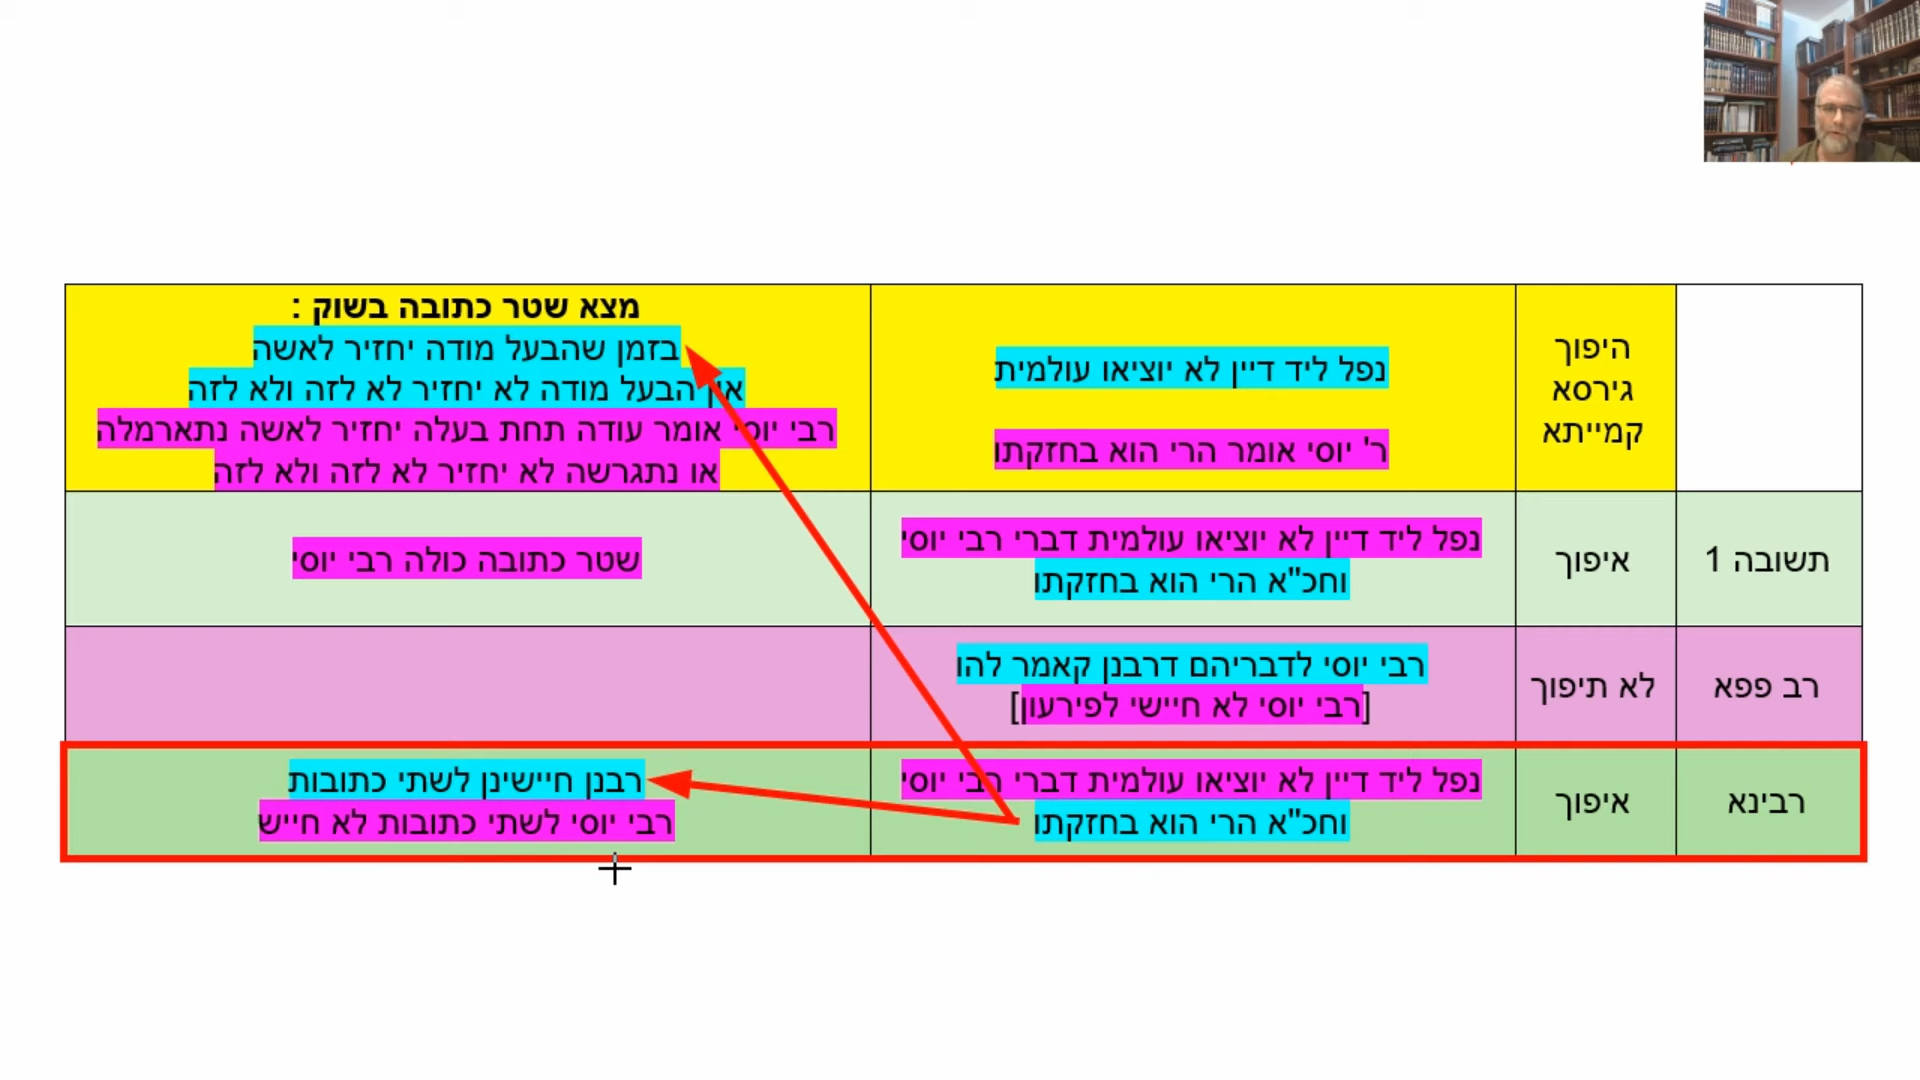 היפוך
גירסא
קמייתא
נפל ליד דיין לא יוציאו עולמית
ר' יוסי אומר הרי הוא בחזקתו
מצא שטר כתובה בשוק :
בזמן שהבעל מודה יחזיר לאשה
אין הבעל מודה לא יחזיר לא לזה ולא לזה
רבי יוסי אומר עודה תחת בעלה יחזיר לאשה נתארמלה
או נתגרשה לא יחזיר לא לזה ולא לזה
תשובה 1
איפוך
נפל ליד דיין לא יוציאו עולמית דברי רבי יוסי
וחכ"א הרי הוא בחזקתו
שטר כתובה כולה רבי יוסי
רב פפא
לא תיפוך
רבי יוסי לדבריהם דרבנן קאמר להו
[רבי יוסי לא חיישי לפירעון]
רבינא
איפוך
נפל ליד דיין לא יוציאו עולמית דברי רבי יוסי
וחכ"א הרי הוא בחזקתו
רבנן חיישינן לשתי כתובות
רבי יוסי לשתי כתובות לא חייש